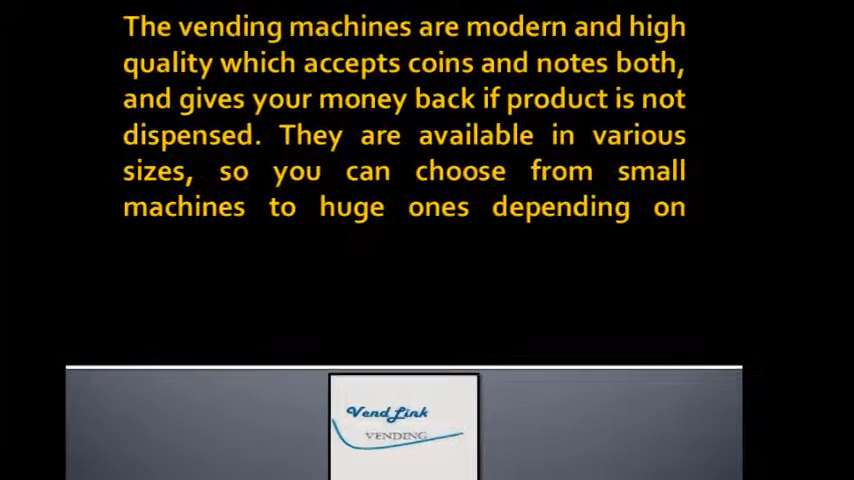 The vending machines are modern and high
quality which accepts coins and notes both,
and gives your money back if product is not
dispensed. They are available in various
sizes, so you can choose from small
machines to huge ones depending on
VendLink
VENDING